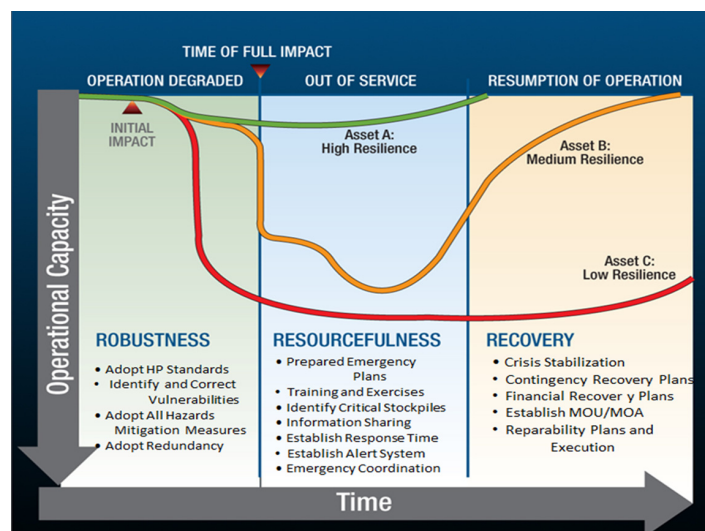 TIME OF FULL IMPACT
OPERATION DEGRADED
OUT OF SERVICE
RESUMPTION OF OPERATION
INITIAL
IMPACT
Asset A:
High Resilience
Asset B:
Medium Resilience
Asset C:
Low Resilience
Operational Capacity
ROBUSTNESS
• Adopt HP Standards
• Identify and Correct
Vulnerabilities
• Adopt All Hazards
Mitigation Measures
• Adopt Redundancy
RESOURCEFULNESS
• Prepared Emergency
Plans
• Training and Exercises
• Identify Critical Stockpiles
• Information Sharing
• Establish Response Time
• Establish Alert System
• Emergency Coordination
RECOVERY
• Crisis Stabilization
• Contingency Recovery Plans
• Financial Recover y Plans
• Establish MOU/MOA
• Reparability Plans and
Execution
Time